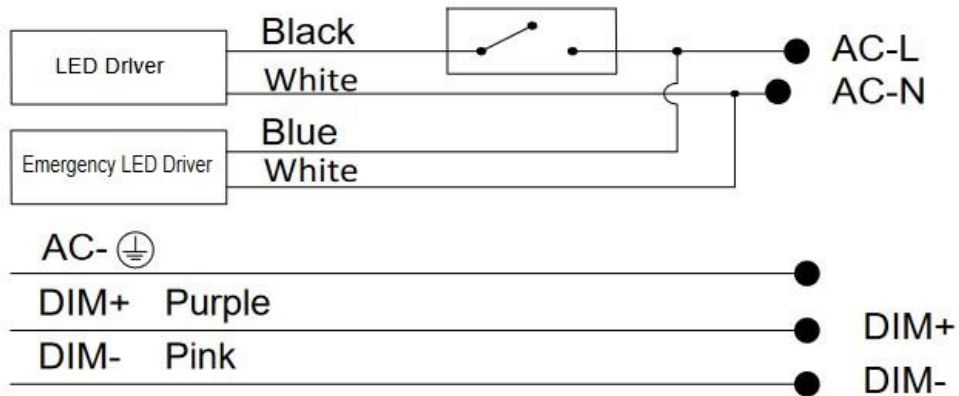 Black
LED Driver
AC-L
White
AC-N
Blue
Emergency LED Driver
White
AC-
DIM+ Purple
DIM+
DIM- Pink
DIM-